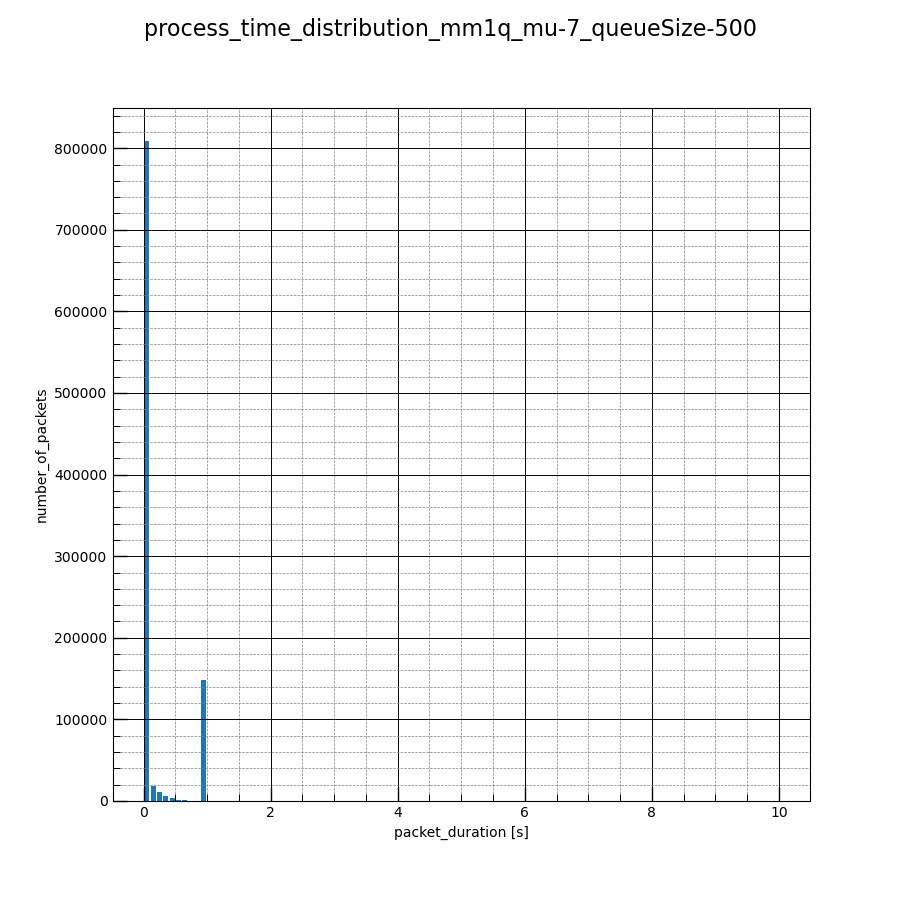 process_time_distribution_mm1q_mu-7_queueSize-500
800000
700000
600000
500000
400000
300000
200000
100000
0
number_of_packets
0 2 4 6 8 10
packet_duration [s]